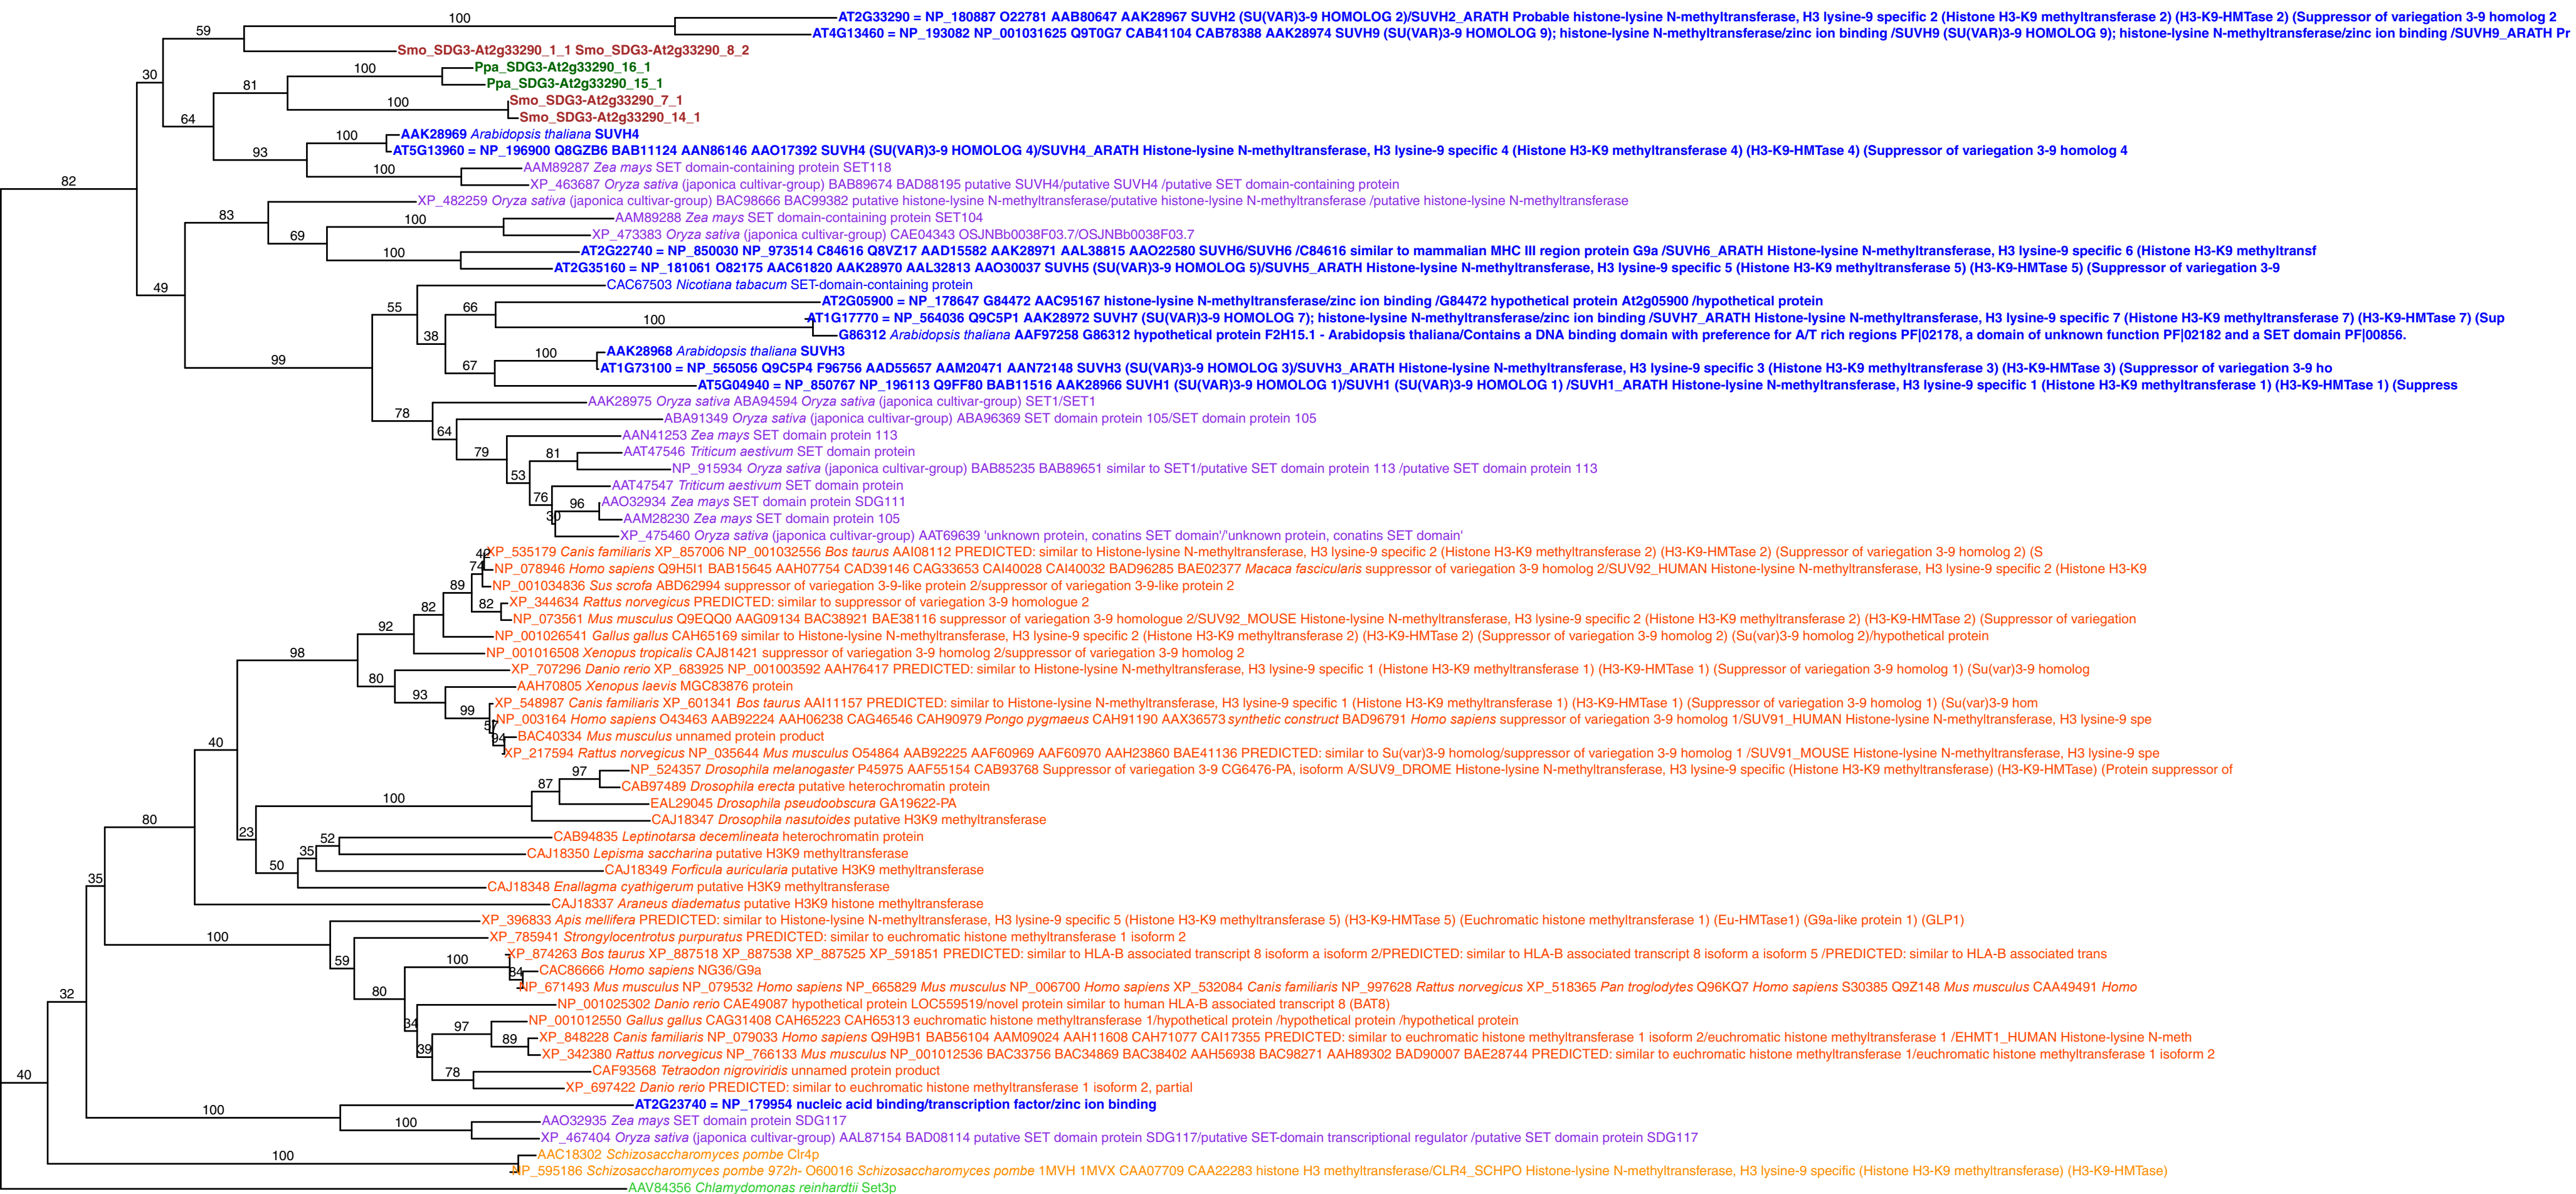 100
AT2G33290 = NP_180887 O22781 AAB80647 AAK28967 SUVH2 (SU(VAR)3-9 HOMOLOG 2)/SUVH2_ARATH Probable histone-lysine N-methyltransferase, H3 lysine-9 specific 2 (Histone H3-K9 methyltransferase 2) (H3-K9-HMTase 2) (Suppressor of variegation 3-9 homolog 2
59
AT4G13460 = NP_193082 NP_001031625 Q9T0G7 CAB41104 CAB78388 AAK28974 SUVH9 (SU(VAR)3-9 HOMOLOG 9); histone-lysine N-methyltransferase/zinc ion binding /SUVH9 (SU(VAR)3-9 HOMOLOG 9); histone-lysine N-methyltransferase/zinc ion binding /SUVH9_ARATH Pr
Smo_SDG3-At2g33290_1_1 Smo_SDG3-At2g33290_8_2
30
100
Ppa_SDG3-At2g33290_16_1
81
Ppa_SDG3-At2g33290_15_1
100
Smo_SDG3-At2g33290_7_1
64
Smo_SDG3-At2g33290_14_1
100
AAK28969 Arabidopsis thaliana SUVH4
93
AT5G13960 = NP_196900 Q8GZB6 BAB11124 AAN86146 AAO17392 SUVH4 (SU(VAR)3-9 HOMOLOG 4)/SUVH4_ARATH Histone-lysine N-methyltransferase, H3 lysine-9 specific 4 (Histone H3-K9 methyltransferase 4) (H3-K9-HMTase 4) (Suppressor of variegation 3-9 homolog 4
100
AAM89287 Zea mays SET domain-containing protein SET118
82
XP_463687 Oryza sativa (japonica cultivar-group) BAB89674 BAD88195 putative SUVH4/putative SUVH4 /putative SET domain-containing protein
XP_482259 Oryza sativa (japonica cultivar-group) BAC98666 BAC99382 putative histone-lysine N-methyltransferase/putative histone-lysine N-methyltransferase /putative histone-lysine N-methyltransferase
83
100
AAM89288 Zea mays SET domain-containing protein SET104
69
XP_473383 Oryza sativa (japonica cultivar-group) CAE04343 OSJNBb0038F03.7/OSJNBb0038F03.7
100
AT2G22740 = NP_850030 NP_973514 C84616 Q8VZ17 AAD15582 AAK28971 AAL38815 AAO22580 SUVH6/SUVH6 /C84616 similar to mammalian MHC III region protein G9a /SUVH6_ARATH Histone-lysine N-methyltransferase, H3 lysine-9 specific 6 (Histone H3-K9 methyltransf
AT2G35160 = NP_181061 O82175 AAC61820 AAK28970 AAL32813 AAO30037 SUVH5 (SU(VAR)3-9 HOMOLOG 5)/SUVH5_ARATH Histone-lysine N-methyltransferase, H3 lysine-9 specific 5 (Histone H3-K9 methyltransferase 5) (H3-K9-HMTase 5) (Suppressor of variegation 3-9
49
CAC67503 Nicotiana tabacum SET-domain-containing protein
55
66
AT2G05900 = NP_178647 G84472 AAC95167 histone-lysine N-methyltransferase/zinc ion binding /G84472 hypothetical protein At2g05900 /hypothetical protein
100
AT1G17770 = NP_564036 Q9C5P1 AAK28972 SUVH7 (SU(VAR)3-9 HOMOLOG 7); histone-lysine N-methyltransferase/zinc ion binding /SUVH7_ARATH Histone-lysine N-methyltransferase, H3 lysine-9 specific 7 (Histone H3-K9 methyltransferase 7) (H3-K9-HMTase 7) (Sup
38
G86312 Arabidopsis thaliana AAF97258 G86312 hypothetical protein F2H15.1 - Arabidopsis thaliana/Contains a DNA binding domain with preference for A/T rich regions PF|02178, a domain of unknown function PF|02182 and a SET domain PF|00856.
99
100
AAK28968 Arabidopsis thaliana SUVH3
67
AT1G73100 = NP_565056 Q9C5P4 F96756 AAD55657 AAM20471 AAN72148 SUVH3 (SU(VAR)3-9 HOMOLOG 3)/SUVH3_ARATH Histone-lysine N-methyltransferase, H3 lysine-9 specific 3 (Histone H3-K9 methyltransferase 3) (H3-K9-HMTase 3) (Suppressor of variegation 3-9 ho
AT5G04940 = NP_850767 NP_196113 Q9FF80 BAB11516 AAK28966 SUVH1 (SU(VAR)3-9 HOMOLOG 1)/SUVH1 (SU(VAR)3-9 HOMOLOG 1) /SUVH1_ARATH Histone-lysine N-methyltransferase, H3 lysine-9 specific 1 (Histone H3-K9 methyltransferase 1) (H3-K9-HMTase 1) (Suppress
AAK28975 Oryza sativa ABA94594 Oryza sativa (japonica cultivar-group) SET1/SET1
78
ABA91349 Oryza sativa (japonica cultivar-group) ABA96369 SET domain protein 105/SET domain protein 105
64
AAN41253 Zea mays SET domain protein 113
79
81
AAT47546 Triticum aestivum SET domain protein
53
NP_915934 Oryza sativa (japonica cultivar-group) BAB85235 BAB89651 similar to SET1/putative SET domain protein 113 /putative SET domain protein 113
AAT47547 Triticum aestivum SET domain protein
76
96
AAO32934 Zea mays SET domain protein SDG111
30
AAM28230 Zea mays SET domain protein 105
XP_475460 Oryza sativa (japonica cultivar-group) AAT69639 'unknown protein, conatins SET domain'/'unknown protein, conatins SET domain'
XP_535179 Canis familiaris XP_857006 NP_001032556 Bos taurus AAI08112 PREDICTED: similar to Histone-lysine N-methyltransferase, H3 lysine-9 specific 2 (Histone H3-K9 methyltransferase 2) (H3-K9-HMTase 2) (Suppressor of variegation 3-9 homolog 2) (S
74
NP_078946 Homo sapiens Q9H5I1 BAB15645 AAH07754 CAD39146 CAG33653 CAI40028 CAI40032 BAD96285 BAE02377 Macaca fascicularis suppressor of variegation 3-9 homolog 2/SUV92_HUMAN Histone-lysine N-methyltransferase, H3 lysine-9 specific 2 (Histone H3-K9
89
NP_001034836 Sus scrofa ABD62994 suppressor of variegation 3-9-like protein 2/suppressor of variegation 3-9-like protein 2
82
82
XP_344634 Rattus norvegicus PREDICTED: similar to suppressor of variegation 3-9 homologue 2
NP_073561 Mus musculus Q9EQQ0 AAG09134 BAC38921 BAE38116 suppressor of variegation 3-9 homologue 2/SUV92_MOUSE Histone-lysine N-methyltransferase, H3 lysine-9 specific 2 (Histone H3-K9 methyltransferase 2) (H3-K9-HMTase 2) (Suppressor of variegation
92
NP_001026541 Gallus gallus CAH65169 similar to Histone-lysine N-methyltransferase, H3 lysine-9 specific 2 (Histone H3-K9 methyltransferase 2) (H3-K9-HMTase 2) (Suppressor of variegation 3-9 homolog 2) (Su(var)3-9 homolog 2)/hypothetical protein
98
NP_001016508 Xenopus tropicalis CAJ81421 suppressor of variegation 3-9 homolog 2/suppressor of variegation 3-9 homolog 2
XP_707296 Danio rerio XP_683925 NP_001003592 AAH76417 PREDICTED: similar to Histone-lysine N-methyltransferase, H3 lysine-9 specific 1 (Histone H3-K9 methyltransferase 1) (H3-K9-HMTase 1) (Suppressor of variegation 3-9 homolog 1) (Su(var)3-9 homolog
80
AAH70805 Xenopus laevis MGC83876 protein
93
XP_548987 Canis familiaris XP_601341 Bos taurus AAI11157 PREDICTED: similar to Histone-lysine N-methyltransferase, H3 lysine-9 specific 1 (Histone H3-K9 methyltransferase 1) (H3-K9-HMTase 1) (Suppressor of variegation 3-9 homolog 1) (Su(var)3-9 hom
99
NP_003164 Homo sapiens O43463 AAB92224 AAH06238 CAG46546 CAH90979 Pongo pygmaeus CAH91190 AAX36573 synthetic construct BAD96791 Homo sapiens suppressor of variegation 3-9 homolog 1/SUV91_HUMAN Histone-lysine N-methyltransferase, H3 lysine-9 spe
94
BAC40334 Mus musculus unnamed protein product
40
XP_217594 Rattus norvegicus NP_035644 Mus musculus O54864 AAB92225 AAF60969 AAF60970 AAH23860 BAE41136 PREDICTED: similar to Su(var)3-9 homolog/suppressor of variegation 3-9 homolog 1 /SUV91_MOUSE Histone-lysine N-methyltransferase, H3 lysine-9 spe
97
NP_524357 Drosophila melanogaster P45975 AAF55154 CAB93768 Suppressor of variegation 3-9 CG6476-PA, isoform A/SUV9_DROME Histone-lysine N-methyltransferase, H3 lysine-9 specific (Histone H3-K9 methyltransferase) (H3-K9-HMTase) (Protein suppressor of
87
CAB97489 Drosophila erecta putative heterochromatin protein
100
EAL29045 Drosophila pseudoobscura GA19622-PA
80
CAJ18347 Drosophila nasutoides putative H3K9 methyltransferase
23
52
CAB94835 Leptinotarsa decemlineata heterochromatin protein
35
CAJ18350 Lepisma saccharina putative H3K9 methyltransferase
50
CAJ18349 Forficula auricularia putative H3K9 methyltransferase
35
CAJ18348 Enallagma cyathigerum putative H3K9 methyltransferase
CAJ18337 Araneus diadematus putative H3K9 histone methyltransferase
XP_396833 Apis mellifera PREDICTED: similar to Histone-lysine N-methyltransferase, H3 lysine-9 specific 5 (Histone H3-K9 methyltransferase 5) (H3-K9-HMTase 5) (Euchromatic histone methyltransferase 1) (Eu-HMTase1) (G9a-like protein 1) (GLP1)
100
XP_785941 Strongylocentrotus purpuratus PREDICTED: similar to euchromatic histone methyltransferase 1 isoform 2
59
100
XP_874263 Bos taurus XP_887518 XP_887538 XP_887525 XP_591851 PREDICTED: similar to HLA-B associated transcript 8 isoform a isoform 2/PREDICTED: similar to HLA-B associated transcript 8 isoform a isoform 5 /PREDICTED: similar to HLA-B associated trans
84
CAC86666 Homo sapiens NG36/G9a
80
NP_671493 Mus musculus NP_079532 Homo sapiens NP_665829 Mus musculus NP_006700 Homo sapiens XP_532084 Canis familiaris NP_997628 Rattus norvegicus XP_518365 Pan troglodytes Q96KQ7 Homo sapiens S30385 Q9Z148 Mus musculus CAA49491 Homo
32
NP_001025302 Danio rerio CAE49087 hypothetical protein LOC559519/novel protein similar to human HLA-B associated transcript 8 (BAT8)
34
97
NP_001012550 Gallus gallus CAG31408 CAH65223 CAH65313 euchromatic histone methyltransferase 1/hypothetical protein /hypothetical protein /hypothetical protein
89
XP_848228 Canis familiaris NP_079033 Homo sapiens Q9H9B1 BAB56104 AAM09024 AAH11608 CAH71077 CAI17355 PREDICTED: similar to euchromatic histone methyltransferase 1 isoform 2/euchromatic histone methyltransferase 1 /EHMT1_HUMAN Histone-lysine N-meth
39
XP_342380 Rattus norvegicus NP_766133 Mus musculus NP_001012536 BAC33756 BAC34869 BAC38402 AAH56938 BAC98271 AAH89302 BAD90007 BAE28744 PREDICTED: similar to euchromatic histone methyltransferase 1/euchromatic histone methyltransferase 1 isoform 2
78
CAF93568 Tetraodon nigroviridis unnamed protein product
40
XP_697422 Danio rerio PREDICTED: similar to euchromatic histone methyltransferase 1 isoform 2, partial
100
AT2G23740 = NP_179954 nucleic acid binding/transcription factor/zinc ion binding
100
AAO32935 Zea mays SET domain protein SDG117
XP_467404 Oryza sativa (japonica cultivar-group) AAL87154 BAD08114 putative SET domain protein SDG117/putative SET-domain transcriptional regulator /putative SET domain protein SDG117
100
AAC18302 Schizosaccharomyces pombe Clr4p
NP_595186 Schizosaccharomyces pombe 972h- O60016 Schizosaccharomyces pombe 1MVH 1MVX CAA07709 CAA22283 histone H3 methyltransferase/CLR4_SCHPO Histone-lysine N-methyltransferase, H3 lysine-9 specific (Histone H3-K9 methyltransferase) (H3-K9-HMTase)
AAV84356 Chlamydomonas reinhardtii Set3p